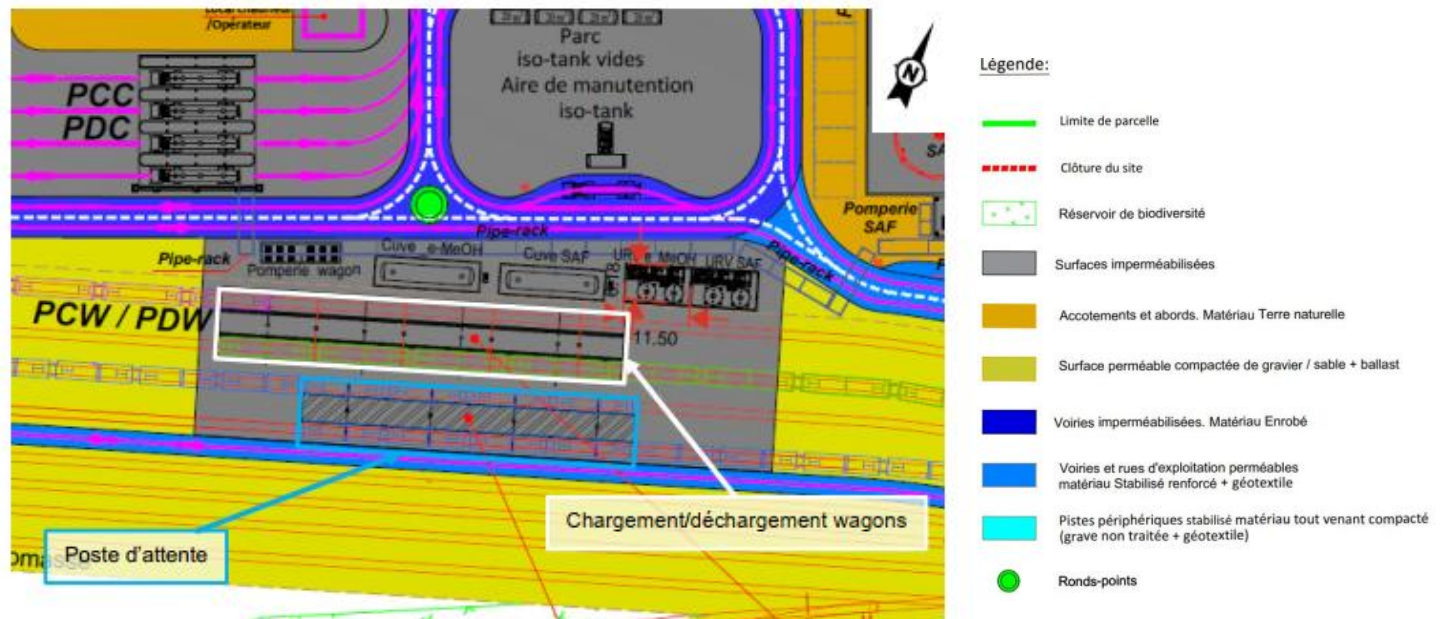 Local chauffeur
/Opérateur
PCC
PDC
Parc
iso-tank vides
Aire de manutention
iso-tank
N
Pomperie
SAF
Pipe-rack
Pipe-rack
Pipe-rack
Pomperie wagon
Cuve e-MeOH
Cuve SAF
URV e_MeOH
URV SAF
PCW / PDW
11.50
Chargement/déchargement wagons
Poste d'attente
Légende:
Limite de parcelle
Clôture du site
Réservoir de biodiversité
Surfaces imperméabilisées
Accotements et abords. Matériau Terre naturelle
Surface perméable compactée de gravier / sable + ballast
Voiries imperméabilisées. Matériau Enrobé
Voiries et rues d'exploitation perméables
matériau Stabilisé renforcé + géotextile
Pistes périphériques stabilisé matériau tout venant compacté
(grave non traitée + géotextile)
Ronds-points